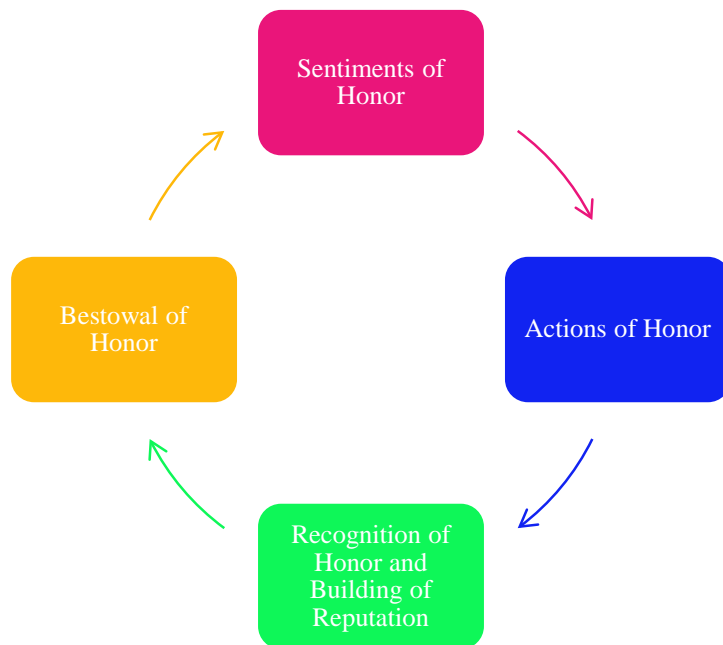 Sentiments of
Honor
Actions of Honor
Recognition of
Honor and
Building of
Reputation
Bestowal of
Honor